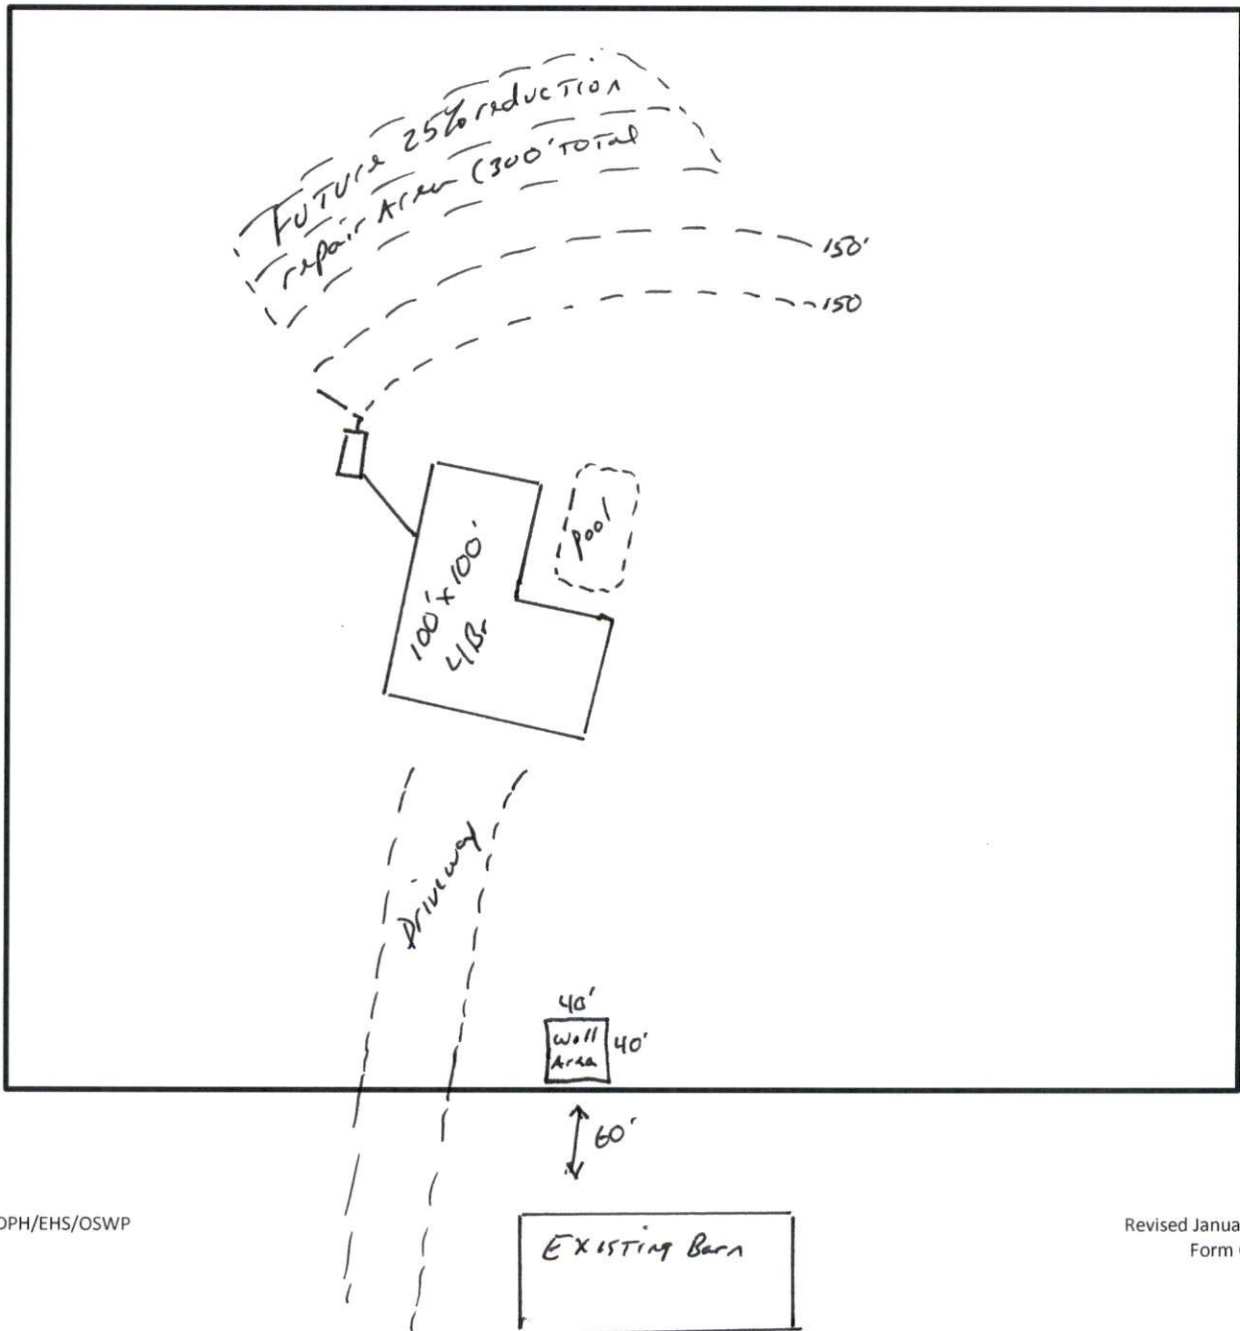 Future 25% reduction
repair Area (300' Total
150'
150
pool
100' x 100'
4Br
Driveway
40'
Well
Area
40'
60'
DPH/EHS/OSWP
Existing Barn
Revised Janua
Form